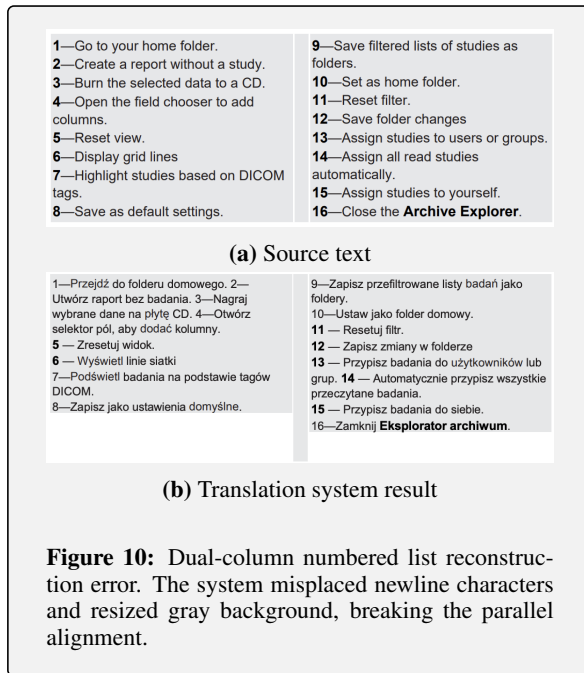 1—Go to your home folder.
2—Create a report without a study.
3—Burn the selected data to a CD.
4—Open the field chooser to add
columns.
5—Reset view.
6—Display grid lines
7—Highlight studies based on DICOM
tags.
8—Save as default settings.
9—Save filtered lists of studies as
folders.
10—Set as home folder.
11—Reset filter.
12—Save folder changes
13—Assign studies to users or groups.
14—Assign all read studies
automatically.
15—Assign studies to yourself.
16—Close the Archive Explorer.
(a) Source text
1—Przejdź do folderu domowego. 2—
Utwórz raport bez badania. 3—Nagraj
wybrane dane na płytę CD. 4—Otwórz
selektor pól, aby dodać kolumny.
5 — Zresetuj widok.
6 — Wyświetl linie siatki
7—Podświetl badania na podstawie tagów
DICOM.
8—Zapisz jako ustawienia domyślne.
9—Zapisz przefiltrowane listy badań jako
foldery.
10—Ustaw jako folder domowy.
11 — Resetuj filtr.
12 — Zapisz zmiany w folderze
13 — Przypisz badania do użytkowników lub
grup. 14 — Automatycznie przypisz wszystkie
przeczytane badania.
15 — Przypisz badania do siebie.
16—Zamknij Eksplorator archiwum.
(b) Translation system result
Figure 10: Dual-column numbered list reconstruc-
tion error. The system misplaced newline characters
and resized gray background, breaking the parallel
alignment.